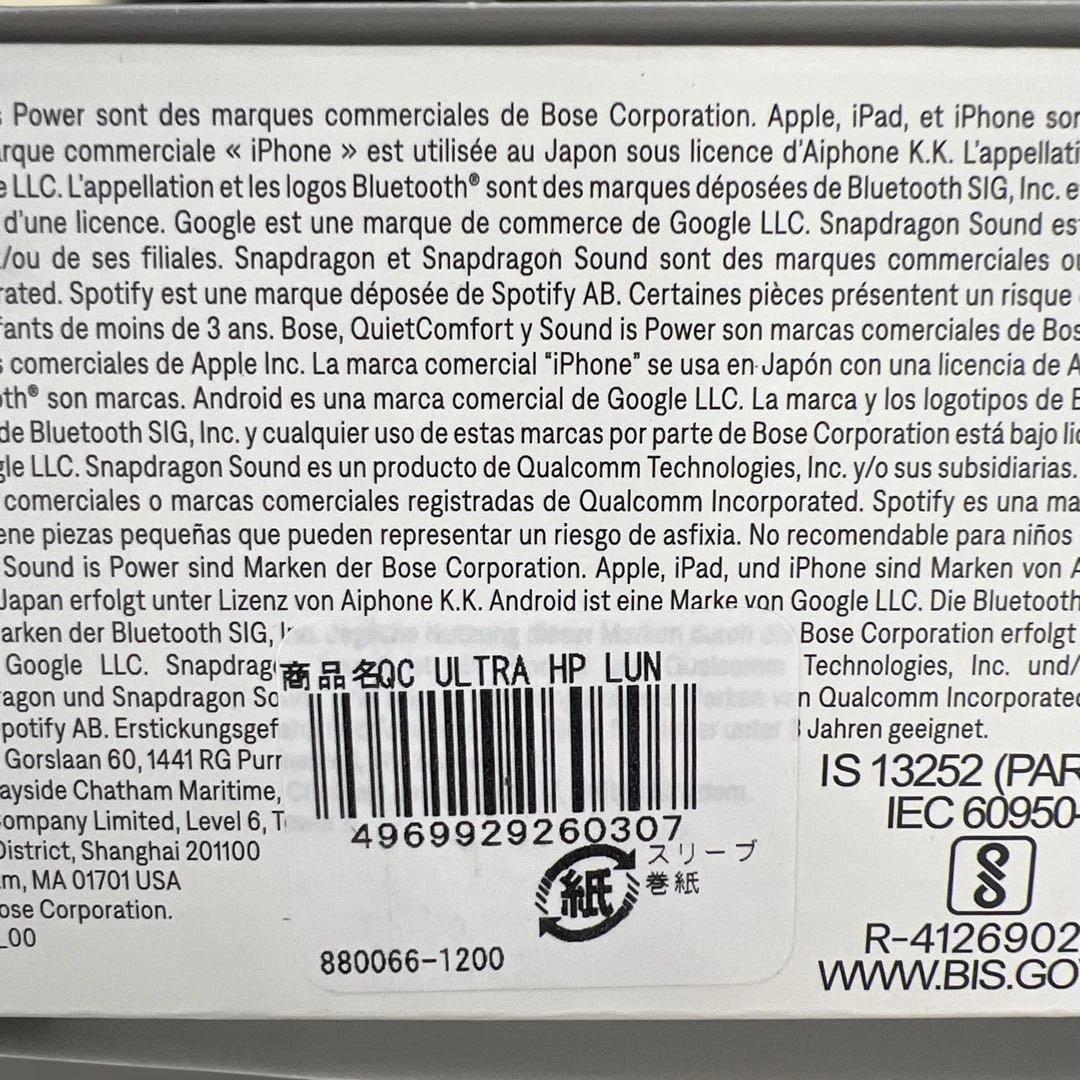 s Power sont des marques commerciales de Bose Corporation. Apple, iPad, et iPhone son
arque commerciale « iPhone » est utilisée au Japon sous licence d'Aiphone K.K. L'appellati
e LLC. L'appellation et les logos Bluetooth® sont des marques déposées de Bluetooth SIG, Inc. e
d'une licence. Google est une marque de commerce de Google LLC. Snapdragon Sound es
/ou de ses filiales. Snapdragon et Snapdragon Sound sont des marques commerciales ou
rated. Spotify est une marque déposée de Spotify AB. Certaines pièces présentent un risque
fants de moins de 3 ans. Bose, QuietComfort y Sound is Power son marcas comerciales de Bos
s comerciales de Apple Inc. La marca comercial "iPhone" se usa en Japón con una licencia de A
oth® son marcas. Android es una marca comercial de Google LLC. La marca y los logotipos de B
de Bluetooth SIG, Inc. y cualquier uso de estas marcas por parte de Bose Corporation está bajo lic
gle LLC. Snapdragon Sound es un producto de Qualcomm Technologies, Inc. y/o sus subsidiarias.
comerciales o marcas comerciales registradas de Qualcomm Incorporated. Spotify es una ma
ene piezas pequeñas que pueden representar un riesgo de asfixia. No recomendable para niños
Sound is Power sind Marken der Bose Corporation. Apple, iPad, und iPhone sind Marken von A
Japan erfolgt unter Lizenz von Aiphone K.K. Android ist eine Marke von Google LLC. Die Bluetooth
arken der Bluetooth SIG, Inc. Jegliche Nutzung dieser Marken durch die Bose Corporation erfolgt
Google LLC. Snapdrag Technologies, Inc. und/
agon und Snapdragon So n Qualcomm Incorporated
potify AB. Erstickungsgef Jahren geeignet.
Gorslaan 60, 1441 RG Purr
ayside Chatham Maritime,
ompany Limited, Level 6, T
District, Shanghai 201100
m, MA 01701 USA
ose Corporation.
_00
商品名QC ULTRA HP LUN
4969929260307
紙
スリーブ
巻紙
880066-1200
IS 13252 (PAR
IEC 60950-
R-4126902
WWW.BIS.GOV